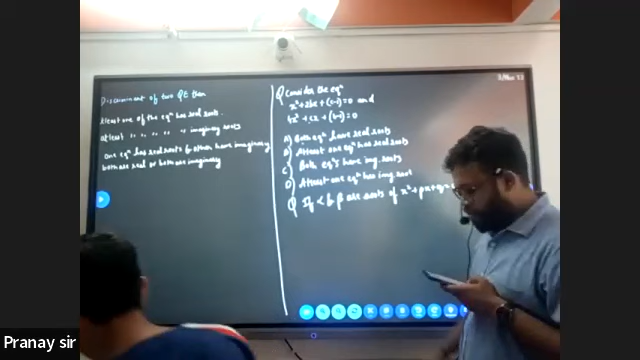 Discriminant of two QE then
Atleast one of the eqⁿ has real roots.
Atleast " " " " " imaginary roots
one eqⁿ has real roots & other have imaginary
both are real or both are imaginary
Q Consider the eqⁿ
x²+2bx+(c-1)=0 and
x²+cx+(b-1)=0
A) Both eqⁿ have real roots
B) Atleast one eqⁿ has real roots
C) Both eqⁿs have img. roots
D) Atleast one eqⁿ has img. root
Q If α & β are roots of x²+px+q=
Pranay sir